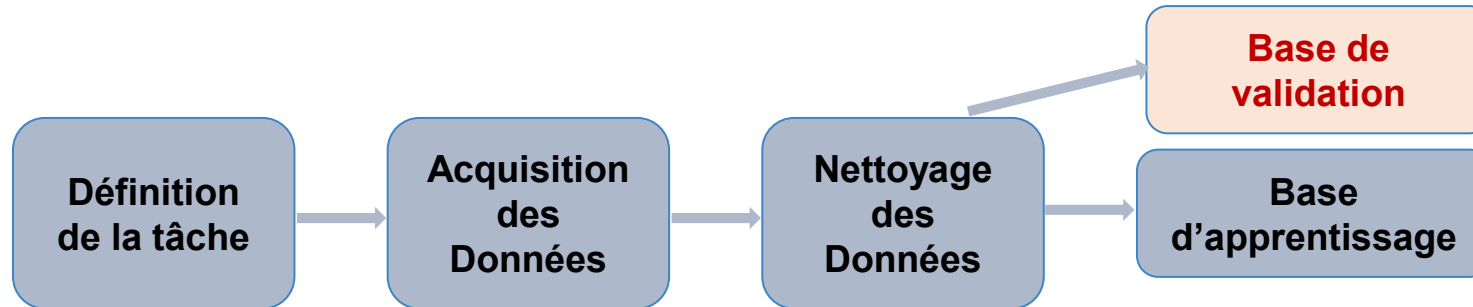 Définition
de la tâche
Acquisition
des
Données
Nettoyage
des
Données
Base de
validation
Base
d’apprentissage